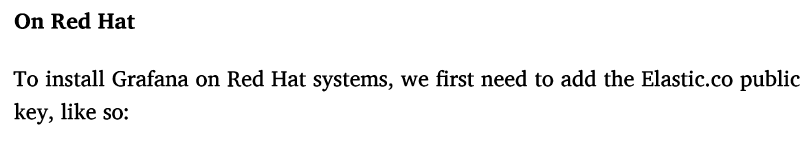 On Red Hat
To install Grafana on Red Hat systems, we first need to add the Elastic.co public
key, like so: